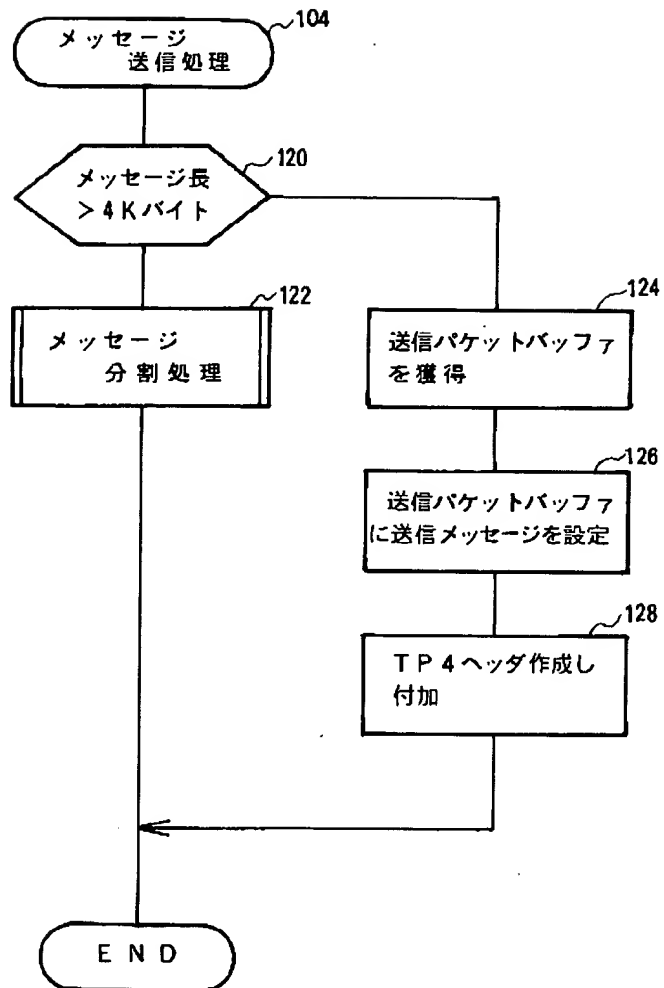 104
メッセージ
送信処理
120
メッセージ長
>4Kバイト
122
メッセージ
分割処理
124
送信パケットバッファ
を獲得
126
送信パケットバッファ
に送信メッセージを設定
128
TP4ヘッダ作成し
付加
END